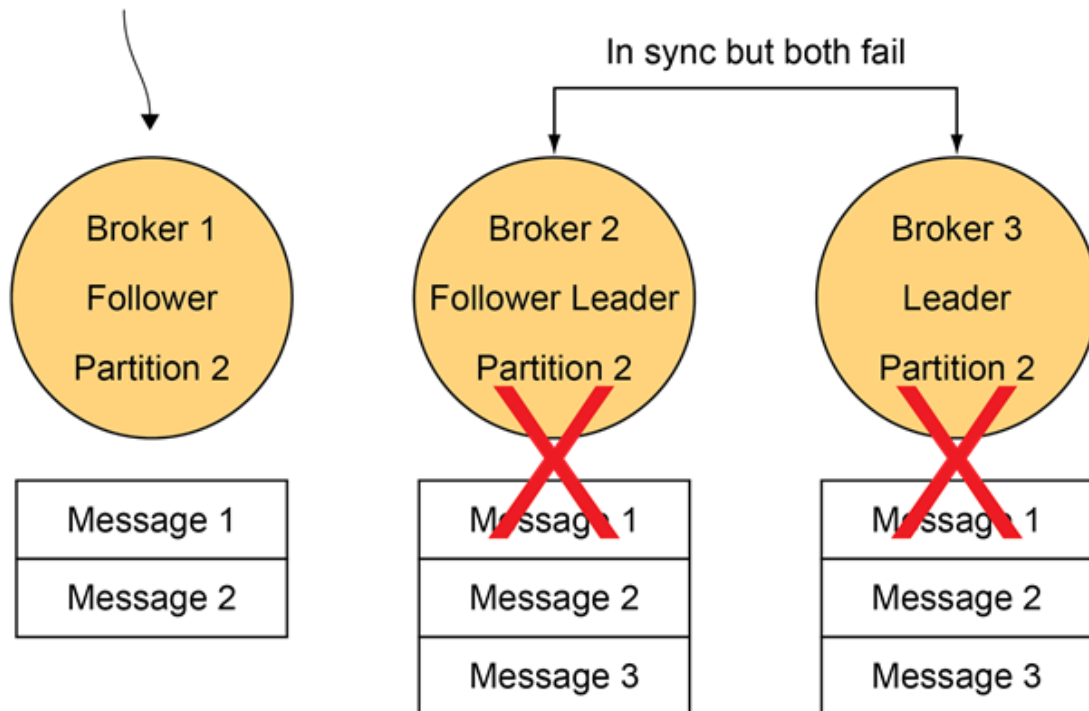 In sync but both fail
Broker 1
Follower
Partition 2
Broker 2
Follower Leader
Partition 2
Broker 3
Leader
Partition 2
Message 1
Message 2
Message 1
Message 2
Message 3
Message 1
Message 2
Message 3